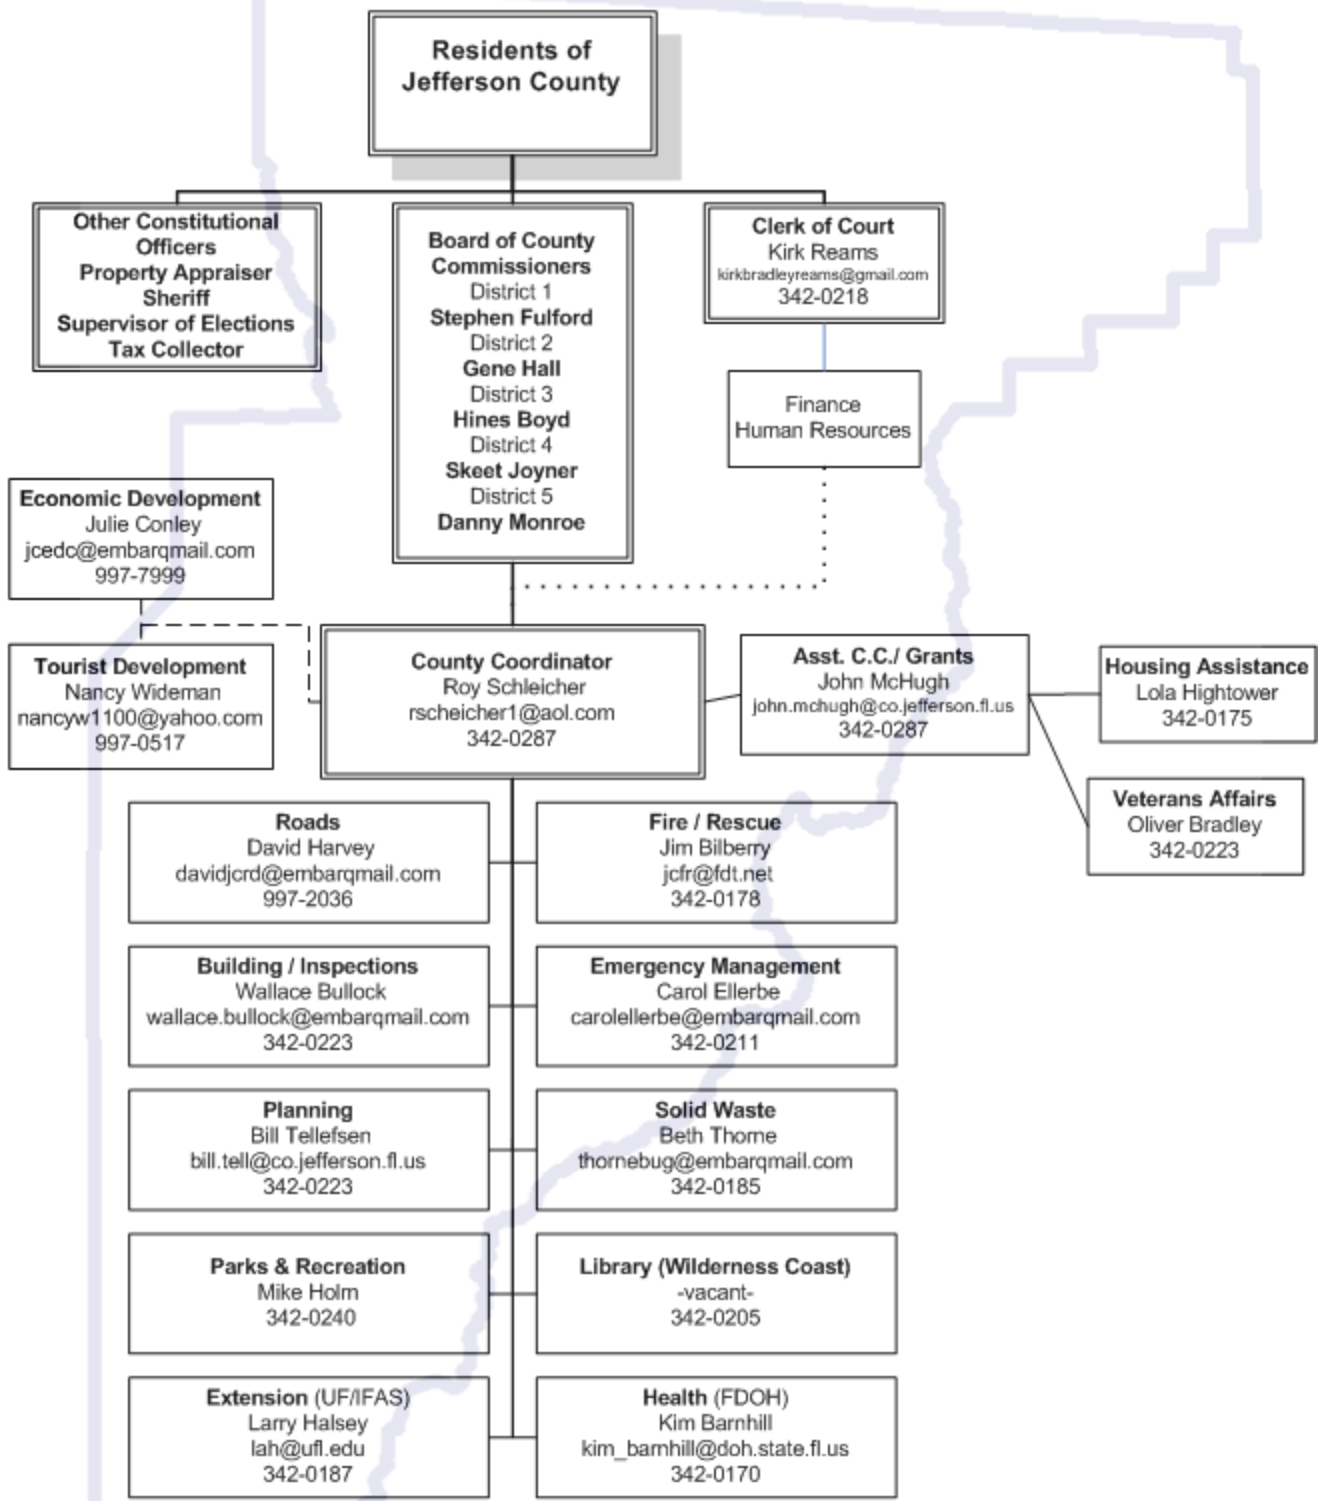 Residents of
Jefferson County
Other Constitutional
Officers
Property Appraiser
Sheriff
Supervisor of Elections
Tax Collector
Board of County
Commissioners
District 1
Stephen Fulford
District 2
Gene Hall
District 3
Hines Boyd
District 4
Skeet Joyner
District 5
Danny Monroe
Clerk of Court
Kirk Reams
kirkbradleyreams@gmail.com
342-0218
Finance
Human Resources
Economic Development
Julie Conley
jcedc@embarqmail.com
997-7999
Tourist Development
Nancy Wideman
nancyw1100@yahoo.com
997-0517
County Coordinator
Roy Schleicher
rscheicher1@aol.com
342-0287
Asst. C.C./ Grants
John McHugh
john.mchugh@co.jefferson.fl.us
342-0287
Housing Assistance
Lola Hightower
342-0175
Veterans Affairs
Oliver Bradley
342-0223
Roads
David Harvey
davidjcrd@embarqmail.com
997-2036
Fire / Rescue
Jim Bilberry
jcfr@fdt.net
342-0178
Building / Inspections
Wallace Bullock
wallace.bullock@embarqmail.com
342-0223
Emergency Management
Carol Ellerbe
carolellerbe@embarqmail.com
342-0211
Planning
Bill Tellefsen
bill.tell@co.jefferson.fl.us
342-0223
Solid Waste
Beth Thorne
thornebug@embarqmail.com
342-0185
Parks & Recreation
Mike Holm
342-0240
Library (Wilderness Coast)
-vacant-
342-0205
Extension (UF/IFAS)
Larry Halsey
lah@ufl.edu
342-0187
Health (FDOH)
Kim Barnhill
kim_barnhill@doh.state.fl.us
342-0170